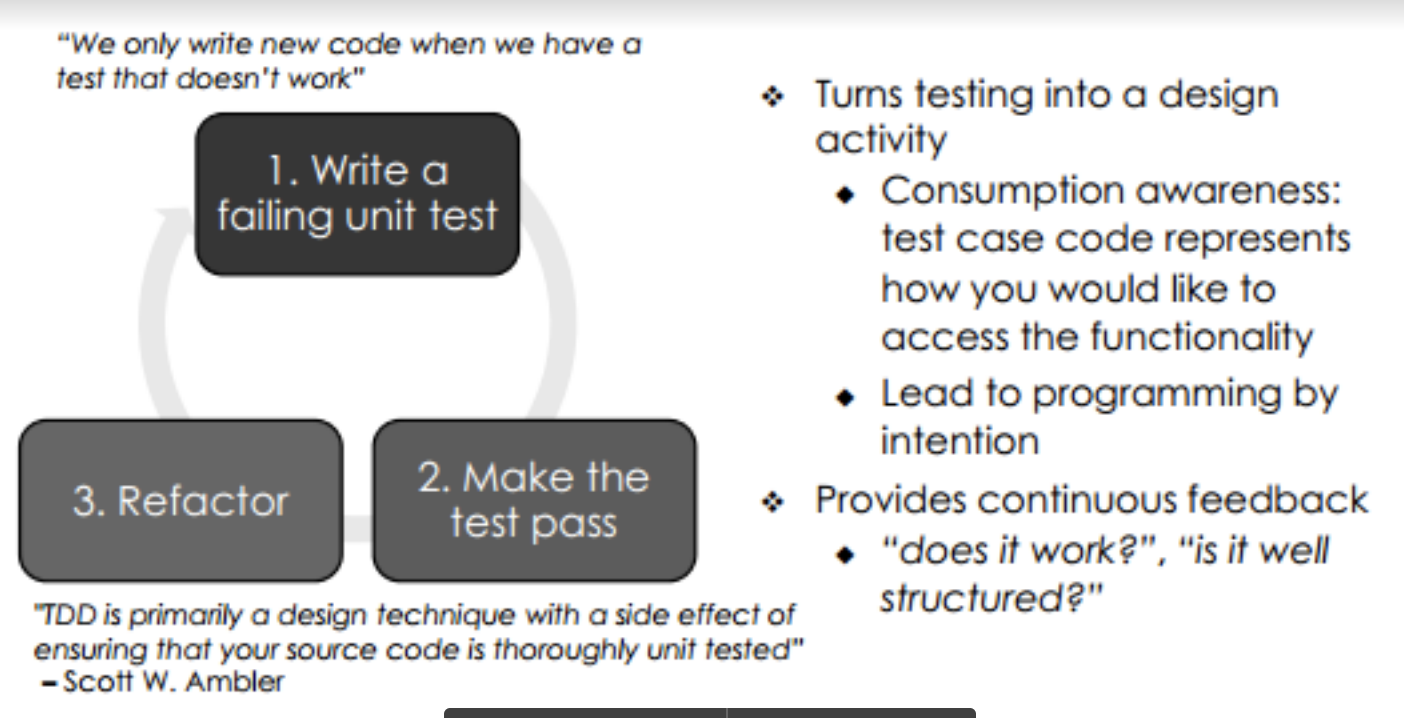 “We only write new code when we have a
test that doesn’t work"
1. Write a
failing unit test
3. Refactor
2. Make the
test pass
"TDD is primarily a design technique with a side effect of
ensuring that your source code is thoroughly unit tested"
– Scott W. Ambler
❖ Turns testing into a design
activity
◆ Consumption awareness:
test case code represents
how you would like to
access the functionality
◆ Lead to programming by
intention
❖ Provides continuous feedback
◆ “does it work?”, “is it well
structured?”